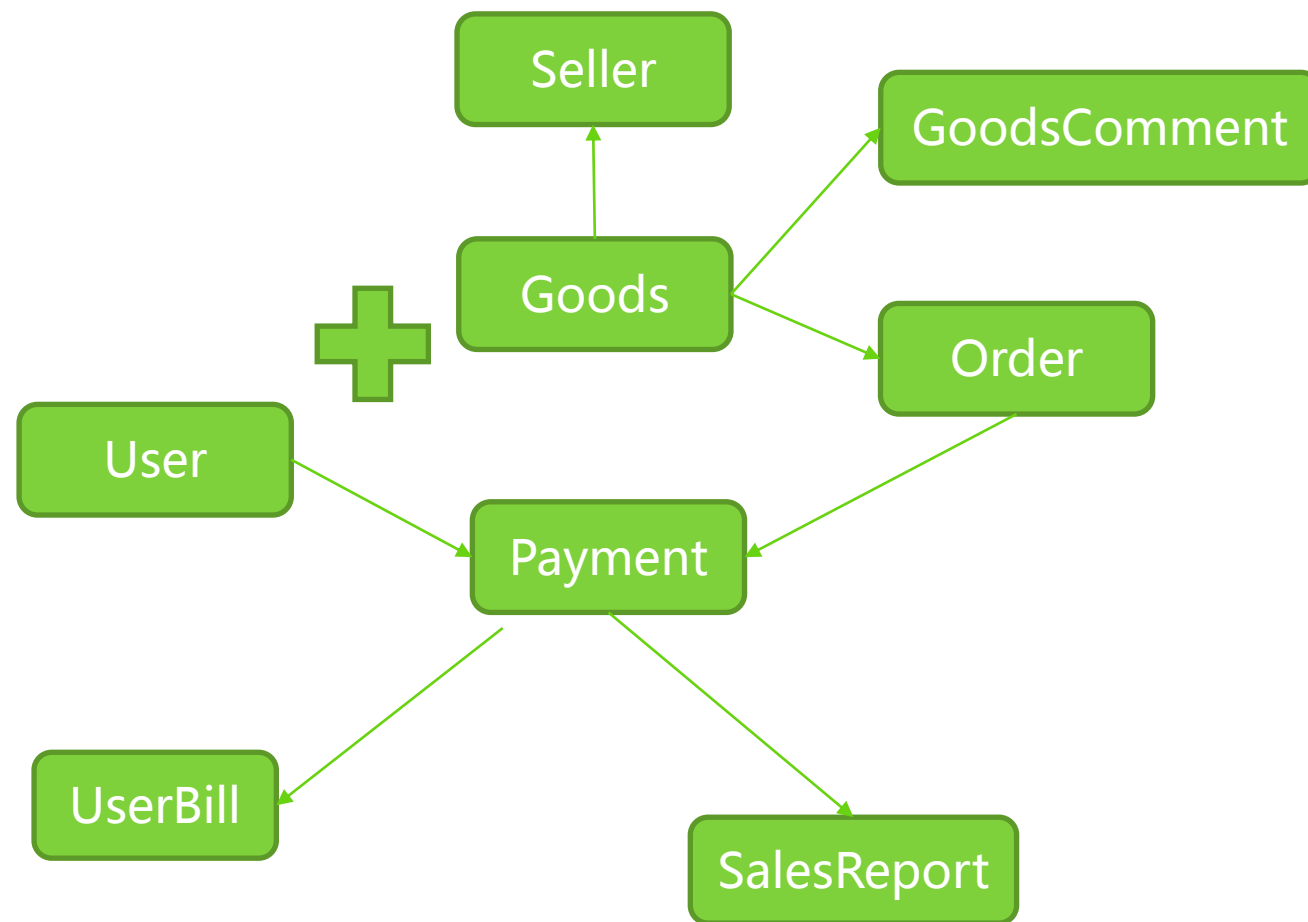 Seller
GoodsComment
Goods
Order
User
Payment
UserBill
SalesReport